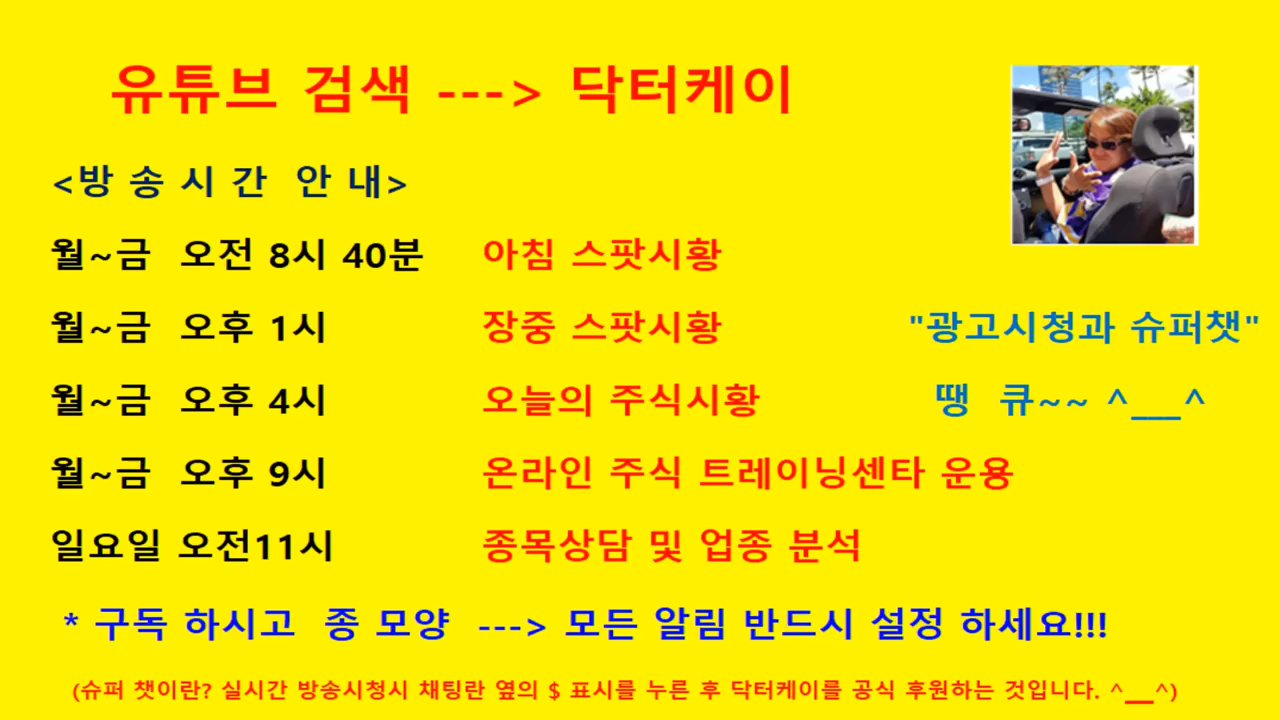 유튜브 검색 ---> 닥터케이
<방 송 시 간 안 내>
월~금 오전 8시 40분 아침 스팟시황
월~금 오후 1시 장중 스팟시황 "광고시청과 슈퍼챗"
월~금 오후 4시 오늘의 주식시황 땡 큐~~ ^__^
월~금 오후 9시 온라인 주식 트레이닝센타 운용
일요일 오전11시 종목상담 및 업종 분석
* 구독 하시고 종 모양 ---> 모든 알림 반드시 설정 하세요!!!
(슈퍼 챗이란? 실시간 방송시청시 채팅란 옆의 $ 표시를 누른 후 닥터케이를 공식 후원하는 것입니다. ^__^)